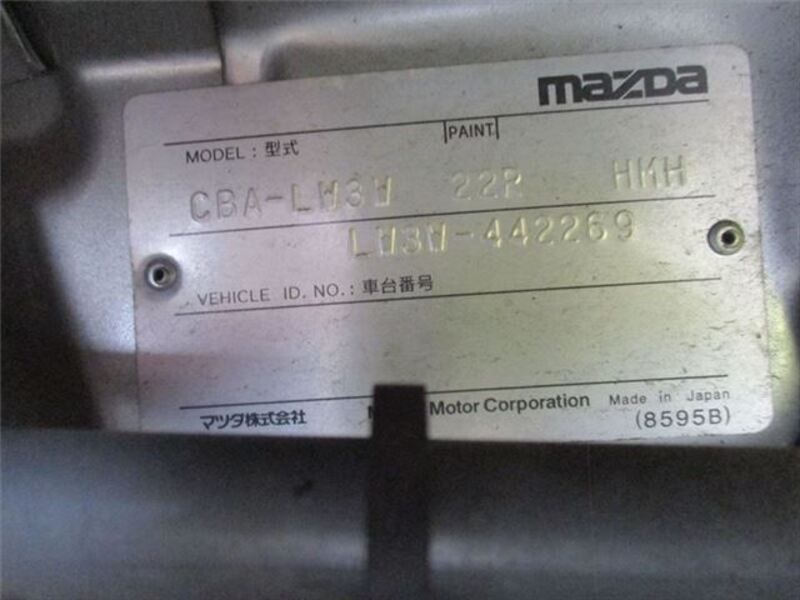 mazda
MODEL : 型式 PAINT
CBA-LW3W 22R HMH
LW3W-442269
VEHICLE ID. NO. : 車台番号
マツダ株式会社 Motor Corporation Made in Japan
(8595B)